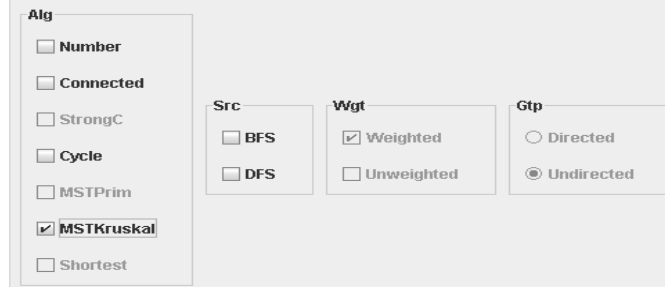 Alg
Number
Connected
StrongC
Cycle
MSTPrim
MSTKruskal
Shortest
Src
BFS
DFS
Wgt
Weighted
Unweighted
Gtp
Directed
Undirected